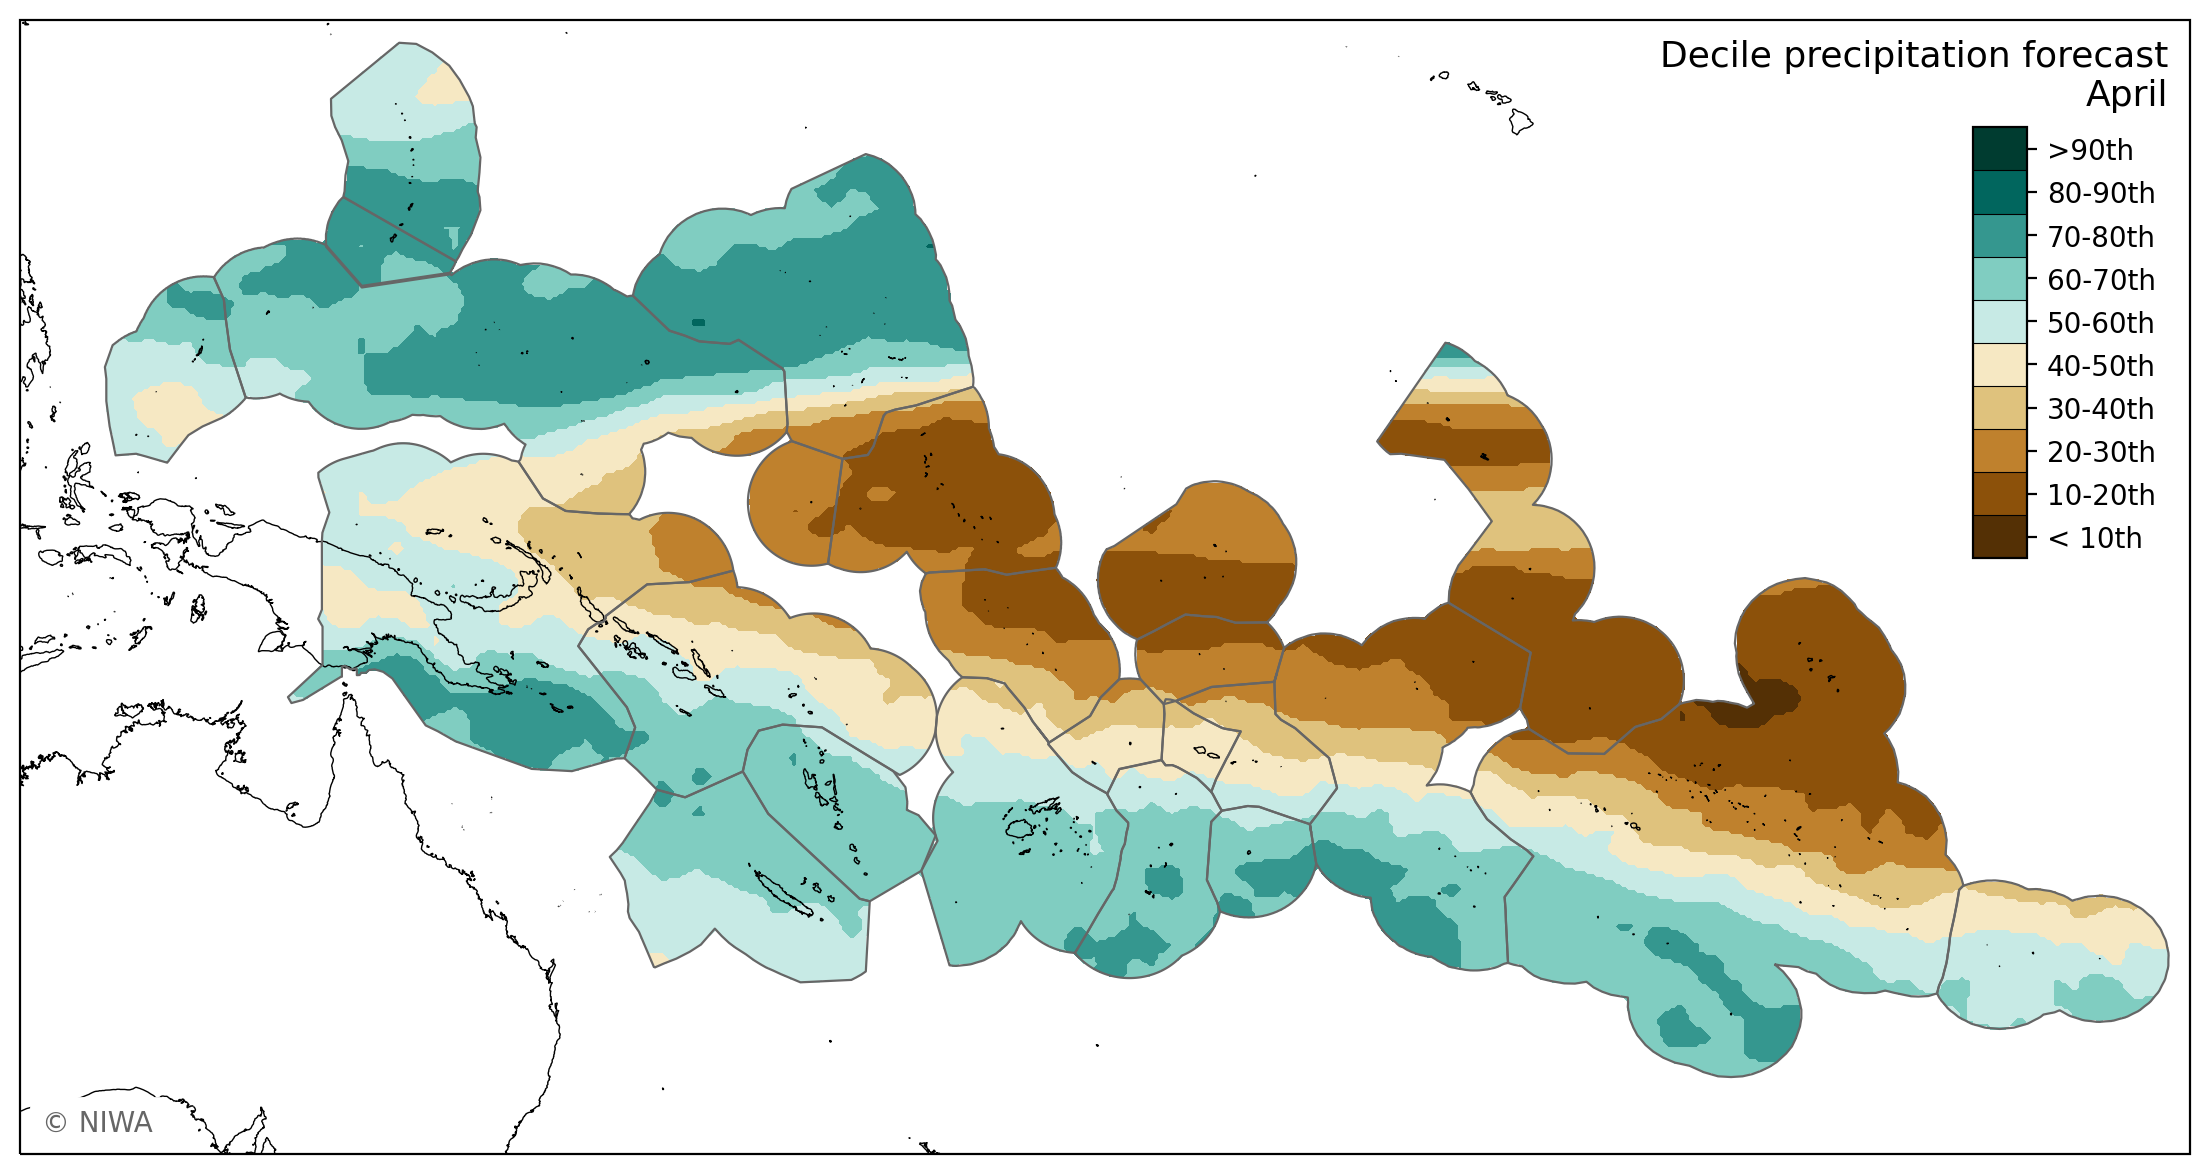 Decile precipitation forecast
April
>90th
80-90th
70-80th
60-70th
50-60th
40-50th
30-40th
20-30th
10-20th
< 10th
© NIWA